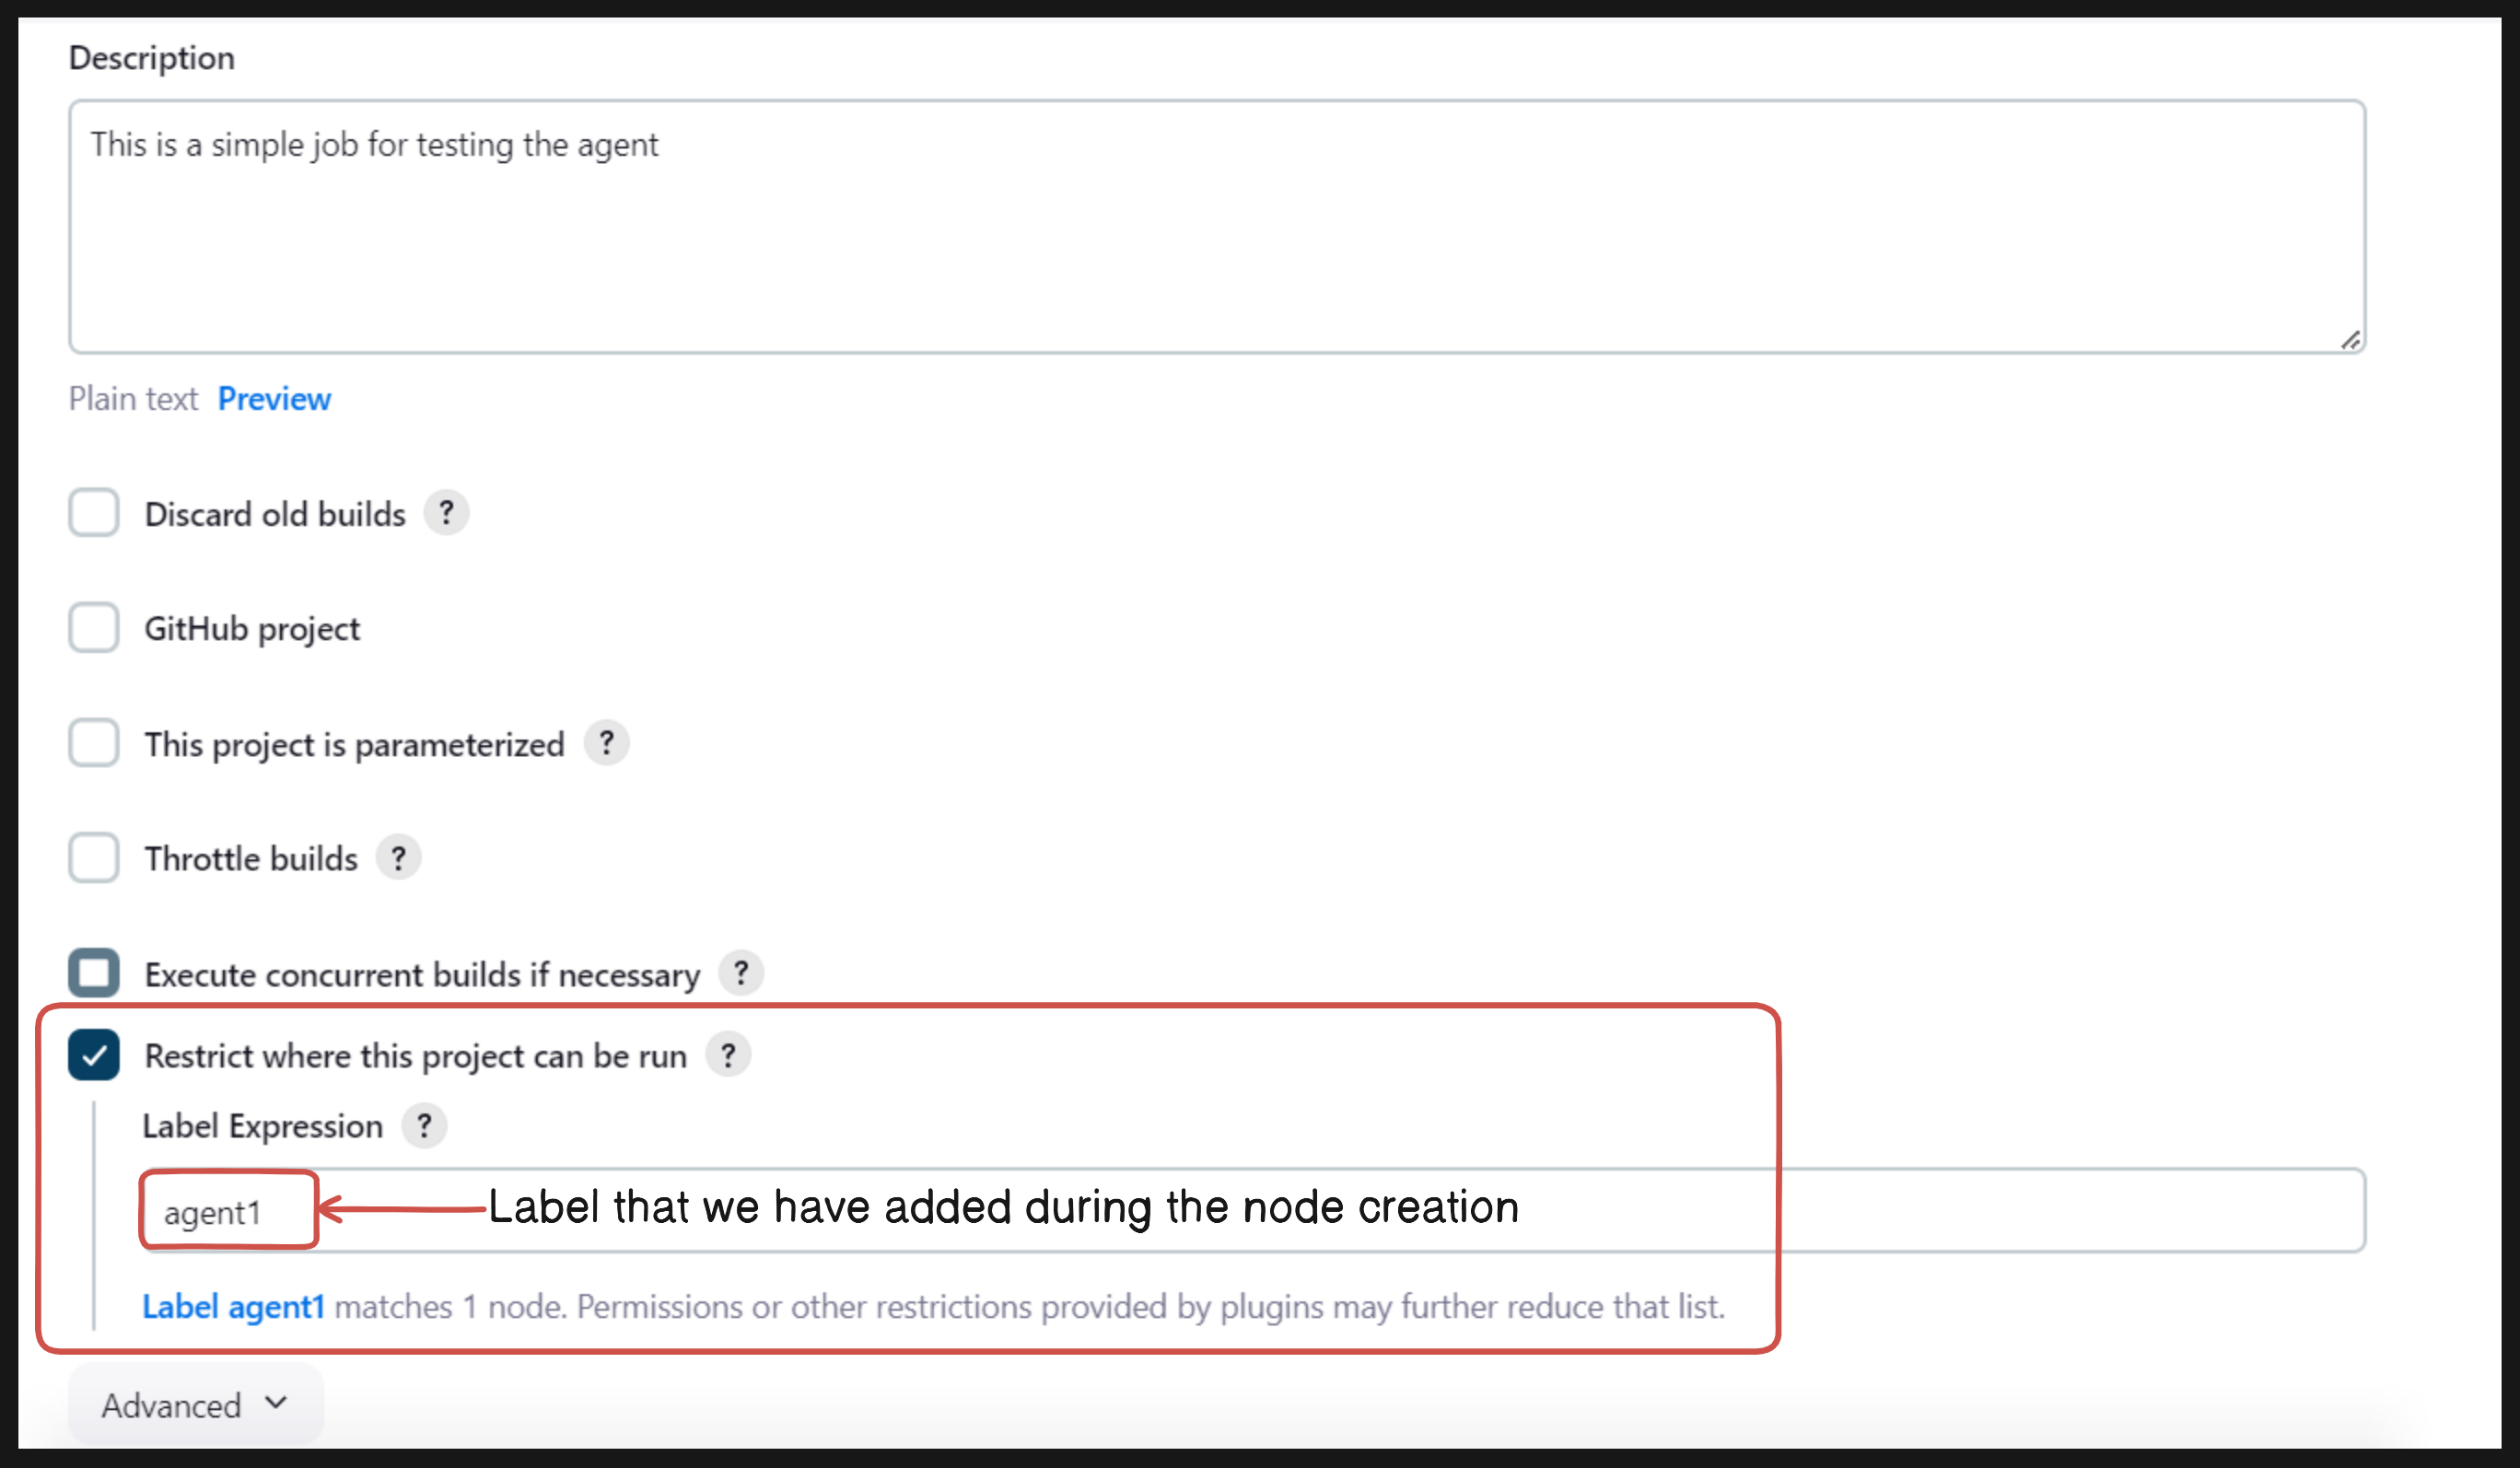 Description
This is a simple job for testing the agent
Plain text Preview
Discard old builds ?
GitHub project
This project is parameterized ?
Throttle builds ?
Execute concurrent builds if necessary ?
Restrict where this project can be run ?
Label Expression ?
agent1 Label that we have added during the node creation
Label agent1 matches 1 node. Permissions or other restrictions provided by plugins may further reduce that list.
Advanced